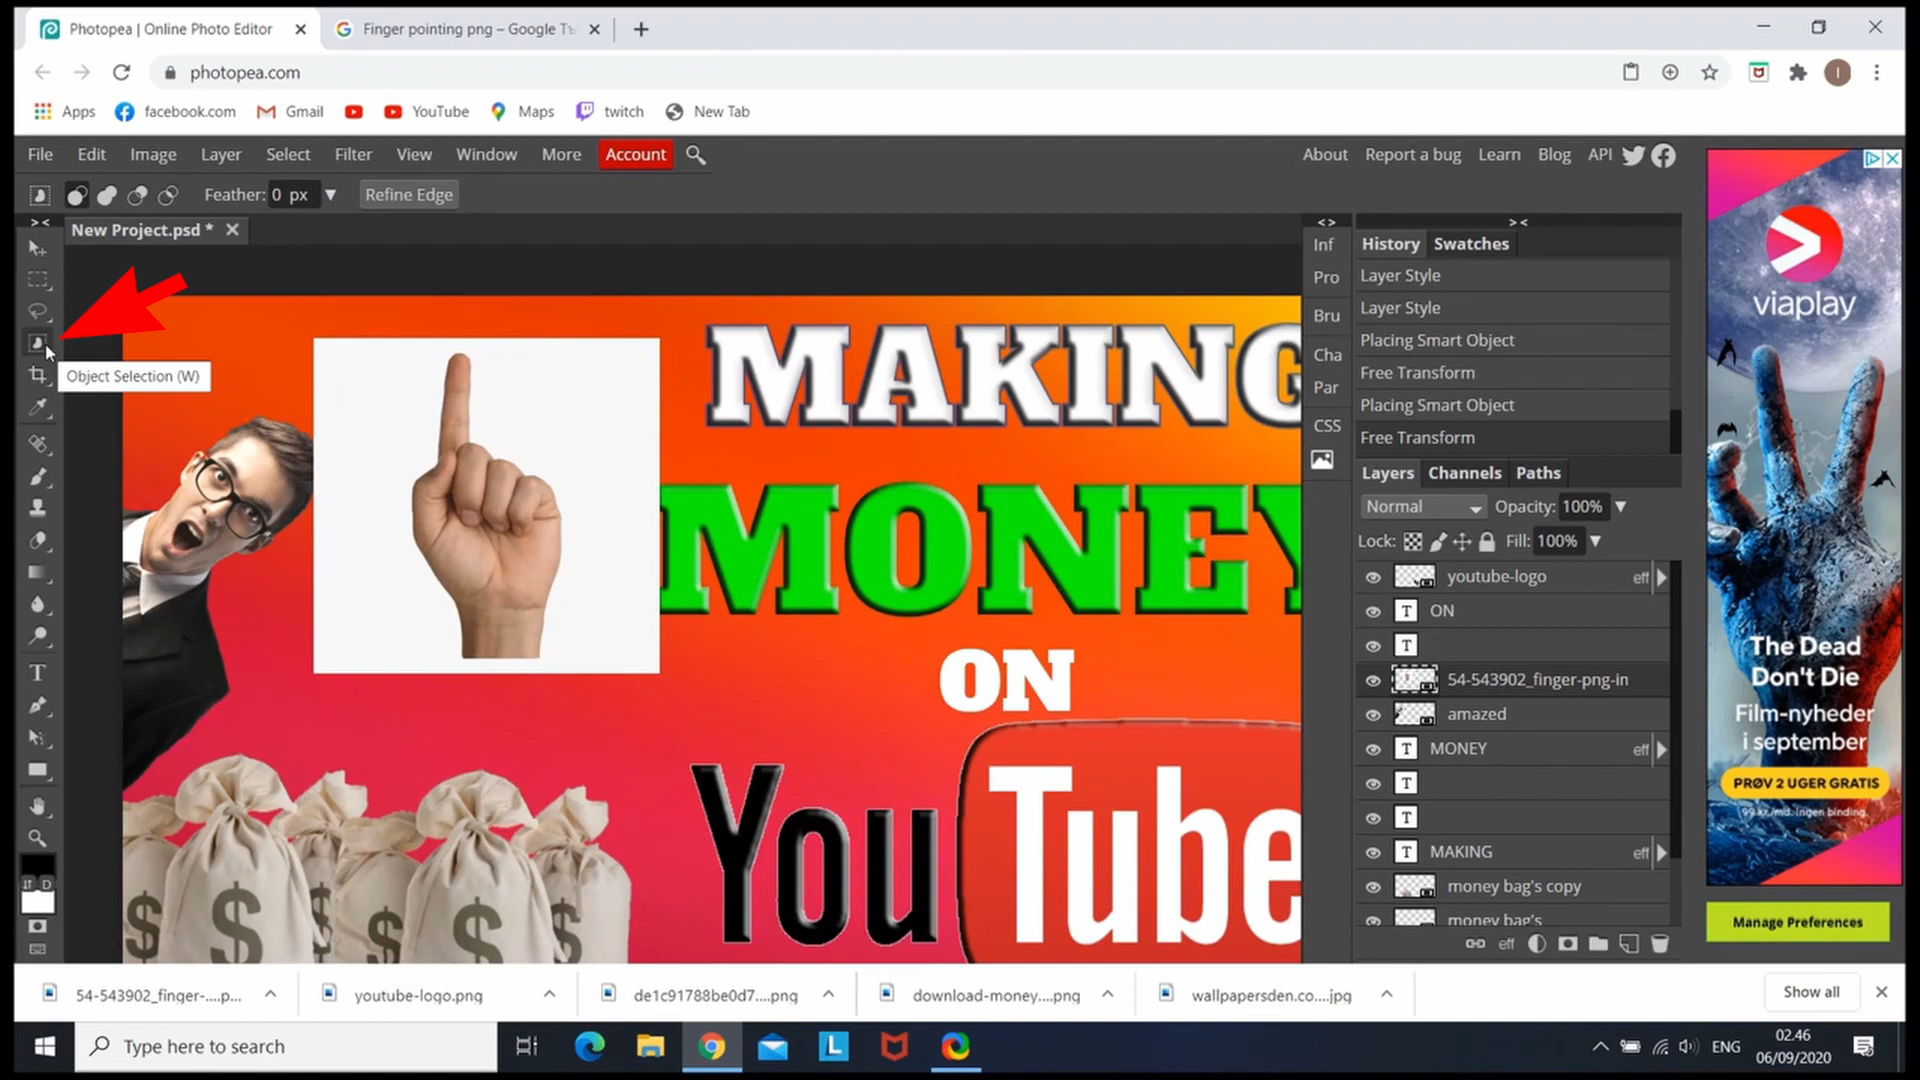 Photopea | Online Photo Editor
Finger pointing png – Google Tъ
photopea.com
Apps
facebook.com
Gmail
YouTube
Maps
twitch
New Tab
File Edit Image Layer Select Filter View Window More Account
About Report a bug Learn Blog API
Feather: 0 px
Refine Edge
New Project.psd *
Object Selection (W)
MAKING
MONEY
ON
You Tube
$ $ $ $ $
Inf
Pro
Bru
Cha
Par
CSS
History Swatches
Layer Style
Layer Style
Placing Smart Object
Free Transform
Placing Smart Object
Free Transform
Layers Channels Paths
Normal Opacity: 100%
Lock: Fill: 100%
youtube-logo eff
T ON
T
54-543902_finger-png-in
amazed
T MONEY eff
T
T
T MAKING eff
money bag's copy
money bag's
eff
viaplay
The Dead
Don't Die
Film-nyheder
i september
PRØV 2 UGER GRATIS
99 kr./md. Ingen binding.
Manage Preferences
54-543902_finger-....p...
youtube-logo.png
de1c91788be0d7....png
download-money....png
wallpapersden.co....jpg
Show all
Type here to search
ENG
02.46
06/09/2020